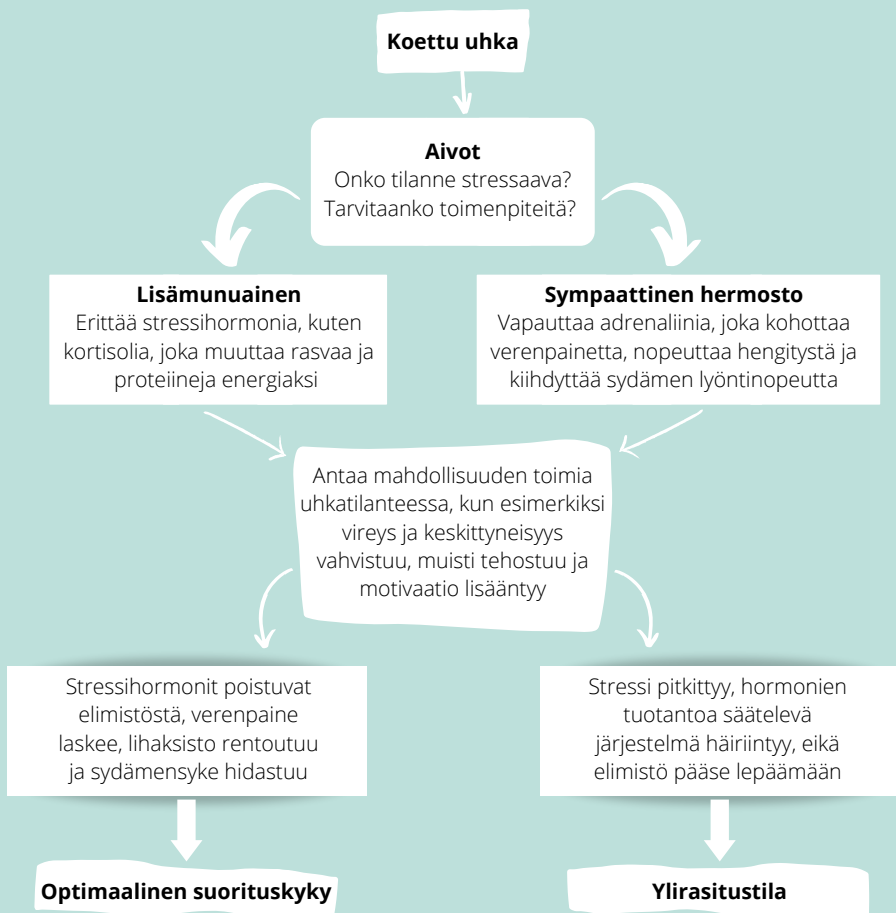 Koettu uhka
Aivot
Onko tilanne stressaava?
Tarvitaanko toimenpiteitä?
Lisämunuainen
Erittää stressihormonia, kuten
kortisolia, joka muuttaa rasvaa ja
proteiineja energiaksi
Sympaattinen hermosto
Vapauttaa adrenaliinia, joka kohottaa
verenpainetta, nopeuttaa hengitystä ja
kiihdyttää sydämen lyöntinopeutta
Antaa mahdollisuuden toimia
uhkatilanteessa, kun esimerkiksi
vireys ja keskittyneisyys
vahvistuu, muisti tehostuu ja
motivaatio lisääntyy
Stressihormonit poistuvat
elimistöstä, verenpaine
laskee, lihaksisto rentoutuu
ja sydämensyke hidastuu
Stressi pitkittyy, hormonien
tuotantoa säätelevä
järjestelmä häiriintyy, eikä
elimistö pääse lepäämään
Optimaalinen suorituskyky
Ylirasitustila